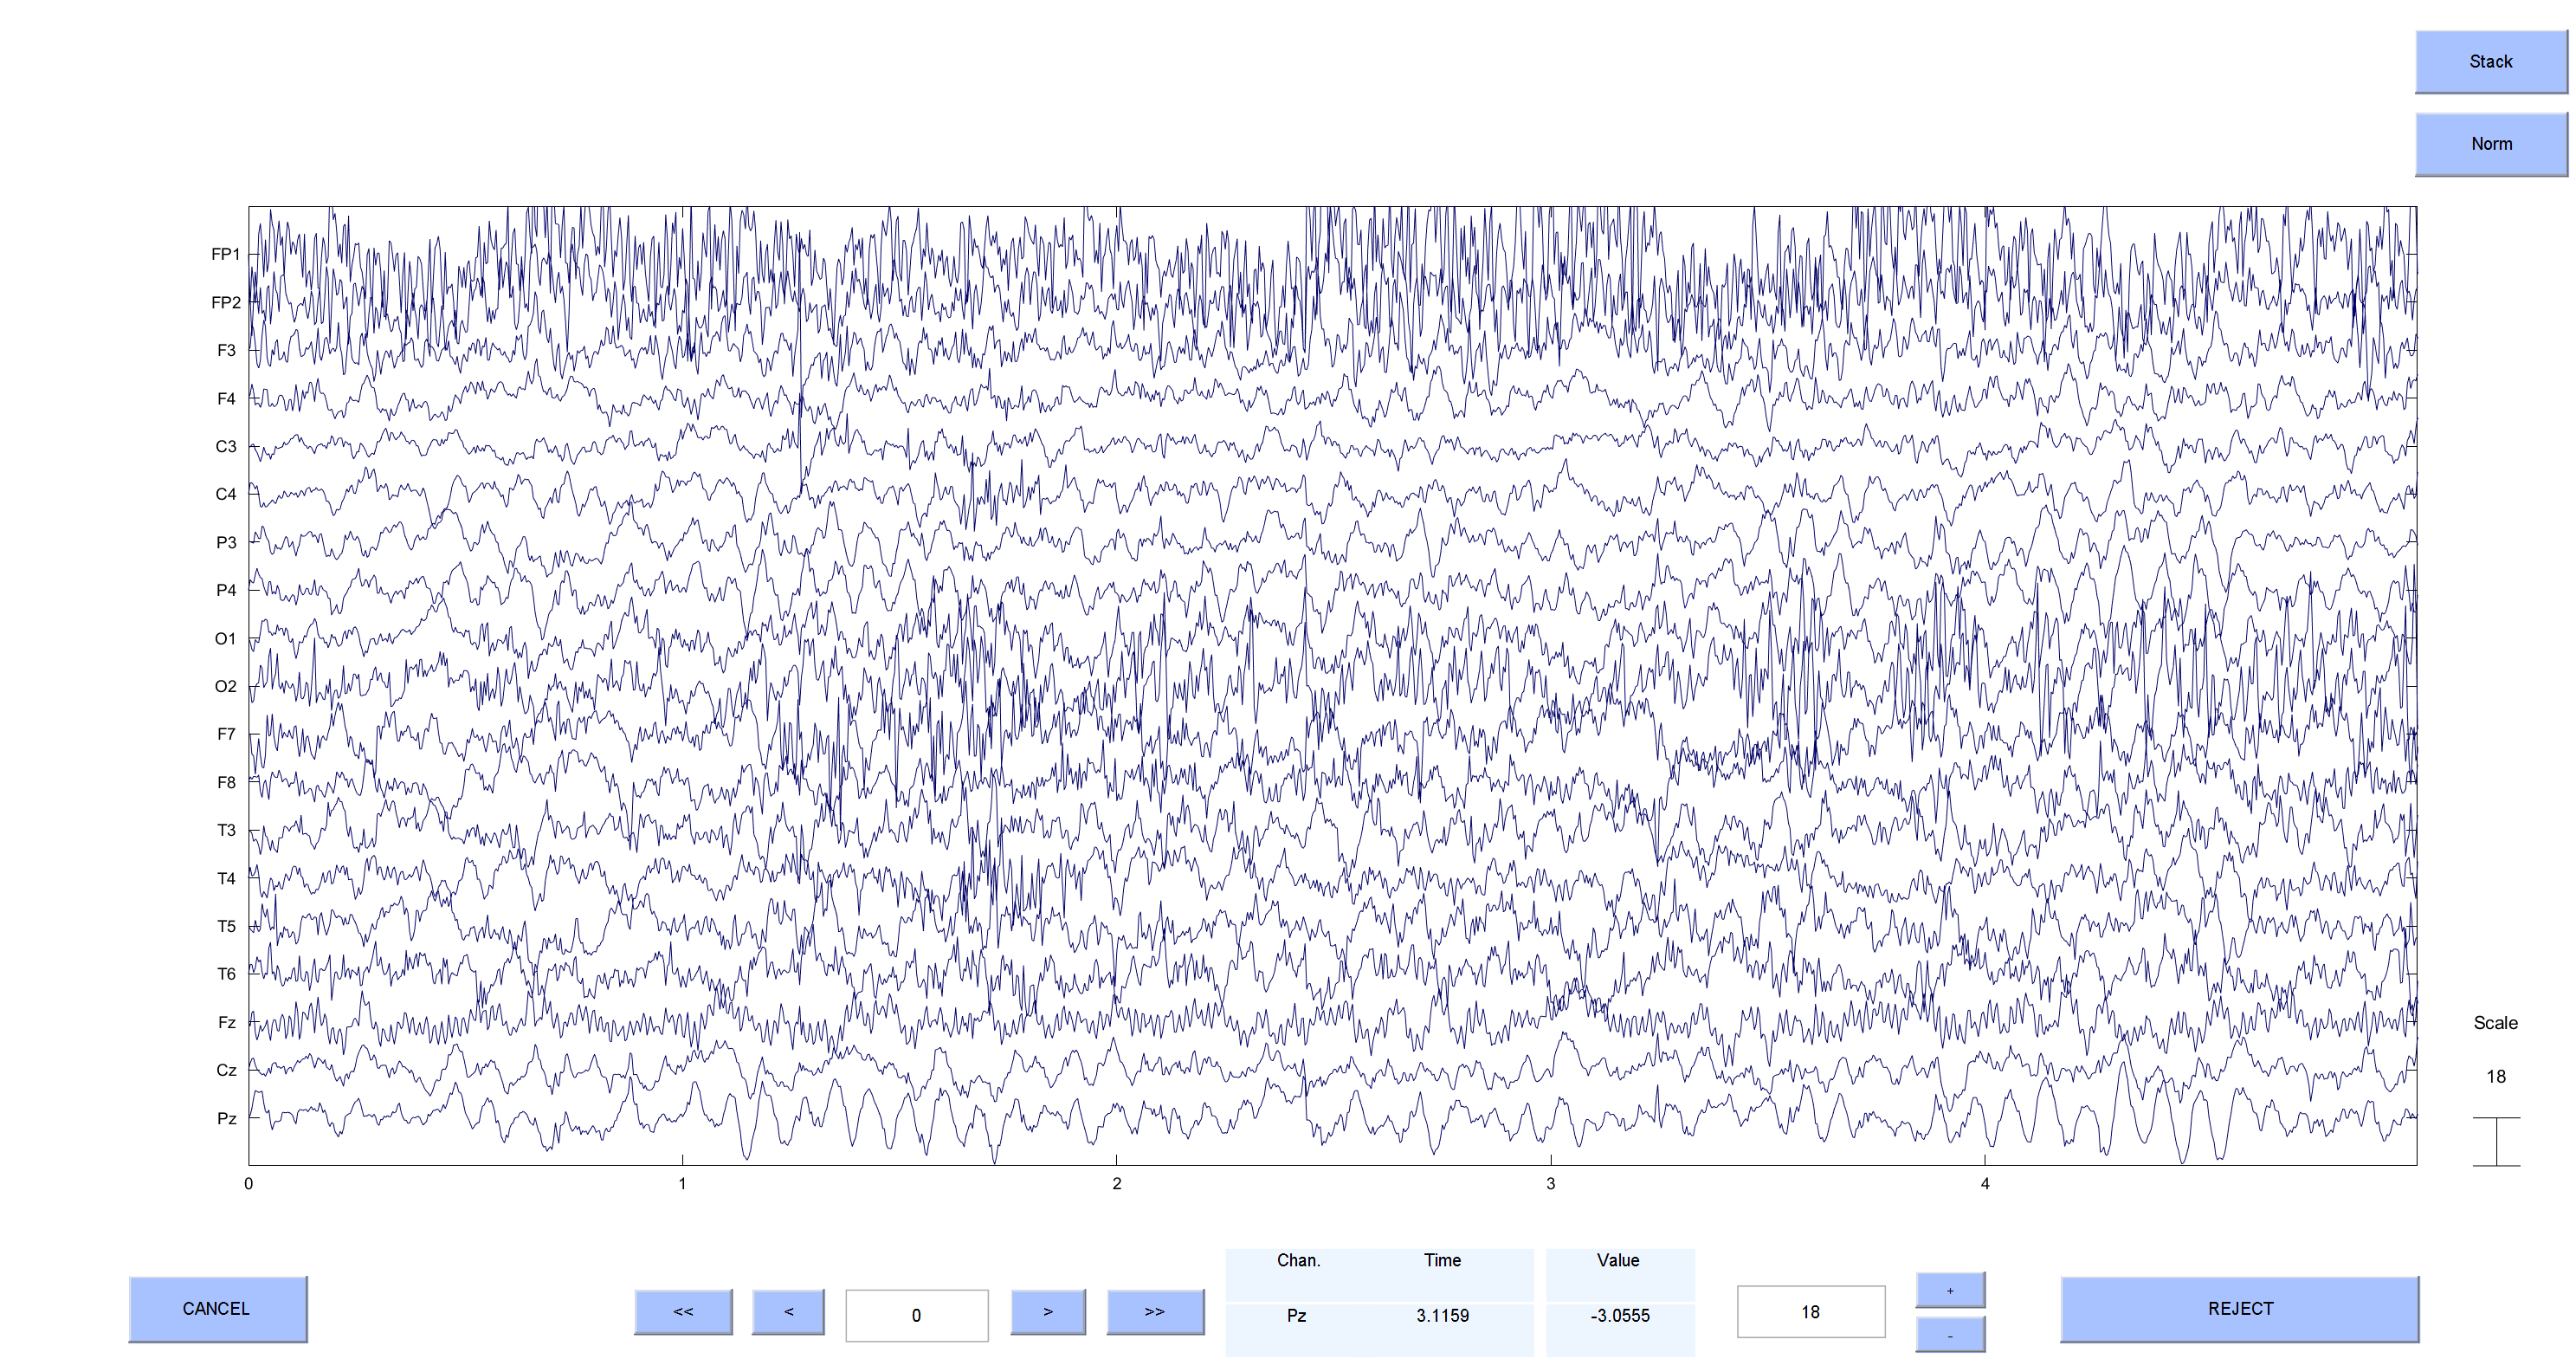 Stack
Norm
FP1
FP2
F3
F4
C3
C4
P3
P4
O1
O2
F7
F8
T3
T4
T5
T6
Fz
Cz
Pz
0 1 2 3 4
Scale
18
CANCEL
<< < 0 > >>
Chan. Time Value
Pz 3.1159 -3.0555
18
+
-
REJECT